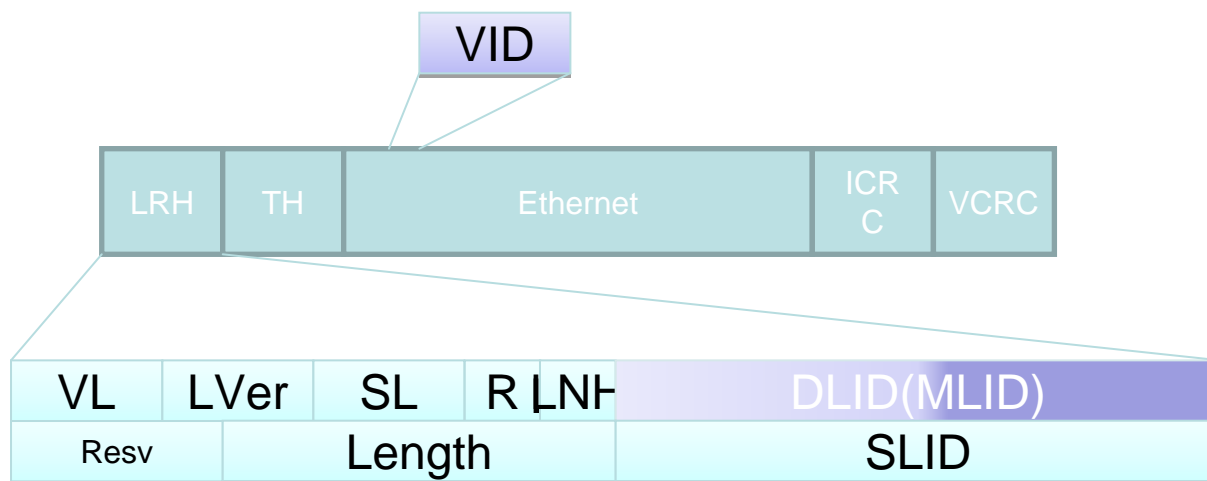 VID
LRH TH Ethernet ICR
C VCRC
VL LVer SL R LNH DLID(MLID)
Resv Length SLID